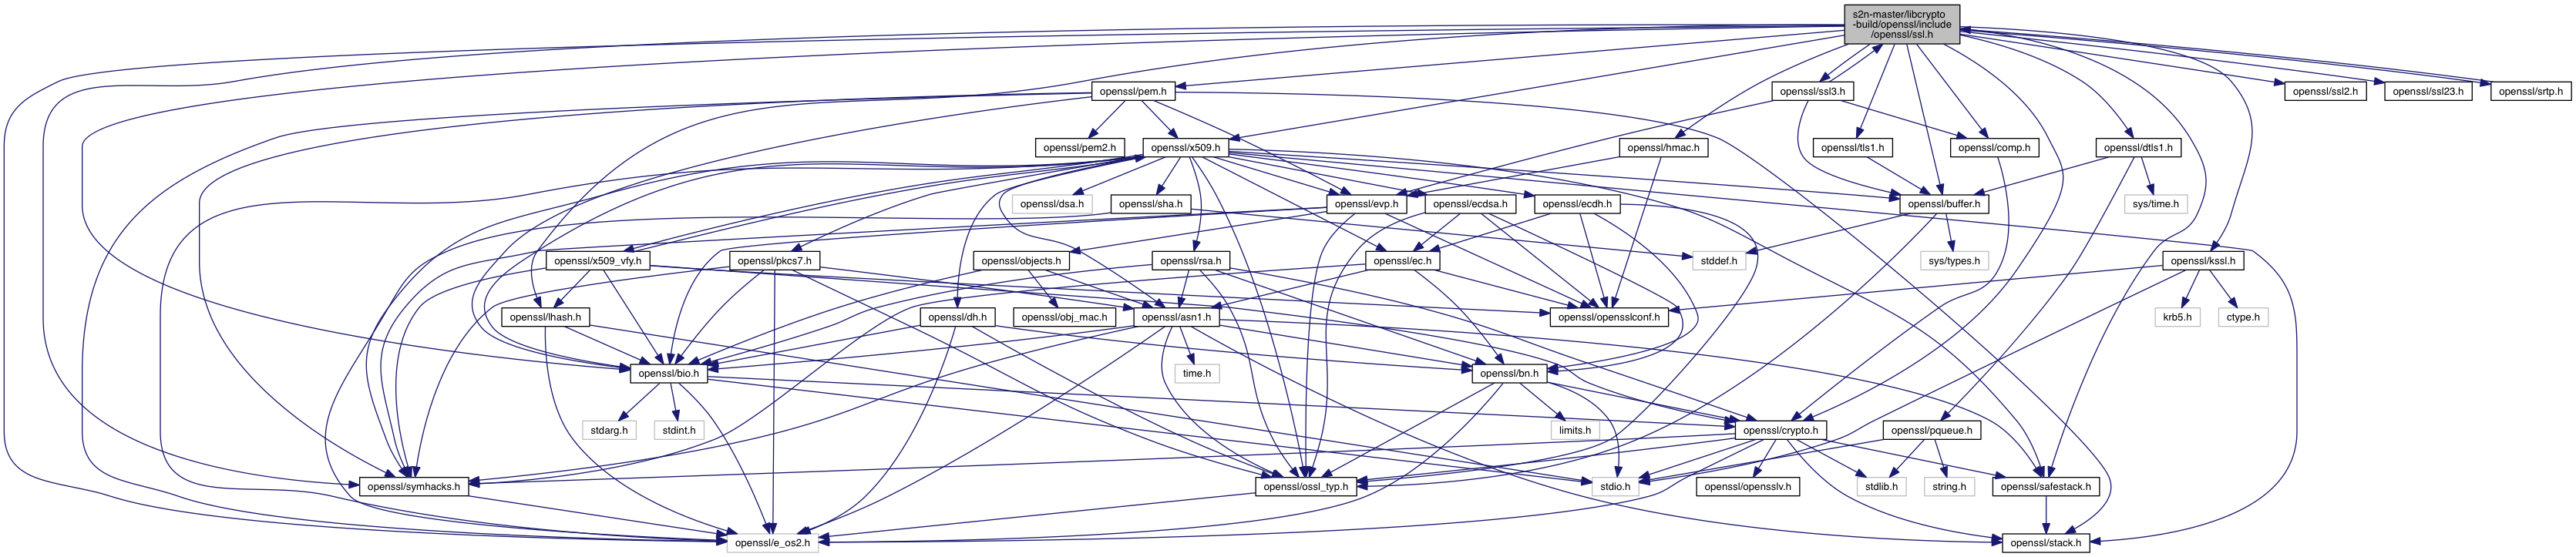 s2n-master/libcrypto
-build/openssl/include
/openssl/ssl.h
openssl/pem.h
openssl/ssl3.h
openssl/ssl2.h
openssl/ssl23.h
openssl/srtp.h
openssl/pem2.h
openssl/x509.h
openssl/hmac.h
openssl/tls1.h
openssl/comp.h
openssl/dtls1.h
openssl/dsa.h
openssl/sha.h
openssl/evp.h
openssl/ecdsa.h
openssl/ecdh.h
openssl/buffer.h
sys/time.h
openssl/x509_vfy.h
openssl/pkcs7.h
openssl/objects.h
openssl/rsa.h
openssl/ec.h
stddef.h
sys/types.h
openssl/kssl.h
openssl/lhash.h
openssl/dh.h
openssl/obj_mac.h
openssl/asn1.h
openssl/opensslconf.h
krb5.h
ctype.h
openssl/bio.h
time.h
openssl/bn.h
stdarg.h
stdint.h
limits.h
openssl/crypto.h
openssl/pqueue.h
openssl/symhacks.h
openssl/ossl_typ.h
stdio.h
openssl/opensslv.h
stdlib.h
string.h
openssl/safestack.h
openssl/e_os2.h
openssl/stack.h